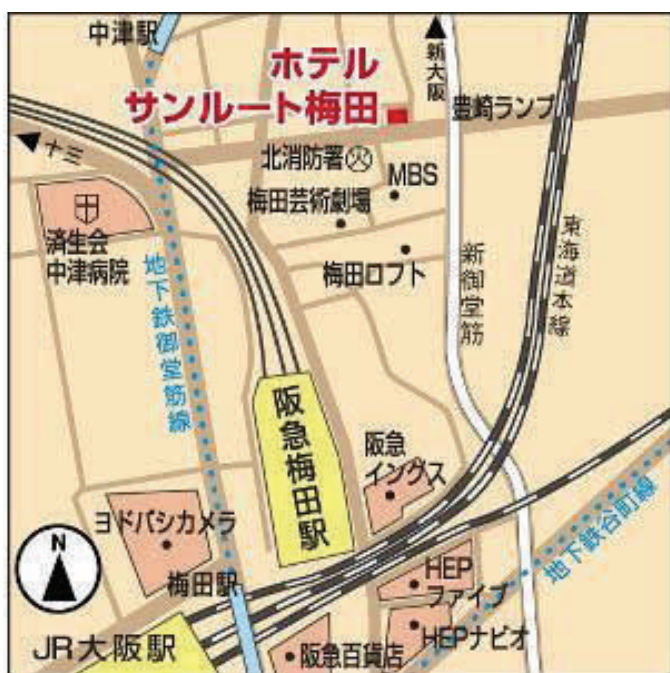 中津駅
ホテル
サンルート梅田
新大阪
豊崎ランプ
十三
北消防署
火
MBS
梅田芸術劇場
済生会
中津病院
梅田ロフト
新御堂筋
東海道本線
地下鉄御堂筋線
阪急梅田駅
阪急
イングス
ヨドバシカメラ
N
梅田駅
HEP
ファイブ
地下鉄谷町線
JR大阪駅
阪急百貨店
HEPナビオ